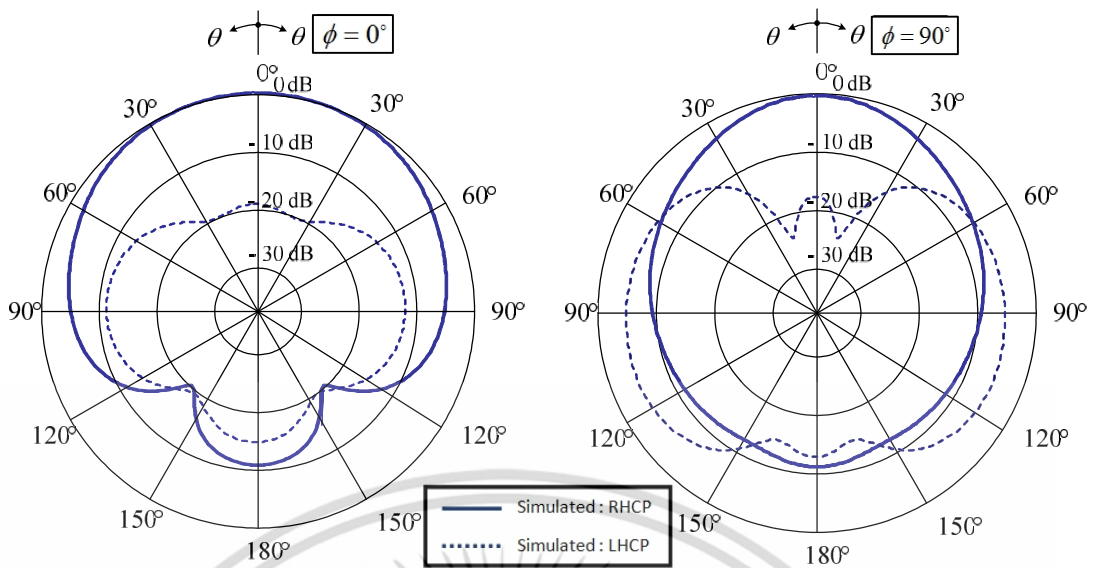 θ θ ϕ = 0°
0°
0 dB
30° 30°
- 10 dB
60° 60°
- 20 dB
- 30 dB
90° 90°
120° 120°
150° 150°
180°
θ θ ϕ = 90°
0°
0 dB
30° 30°
- 10 dB
60° 60°
- 20 dB
- 30 dB
90° 90°
120° 120°
150° 150°
180°
Simulated : RHCP
Simulated : LHCP